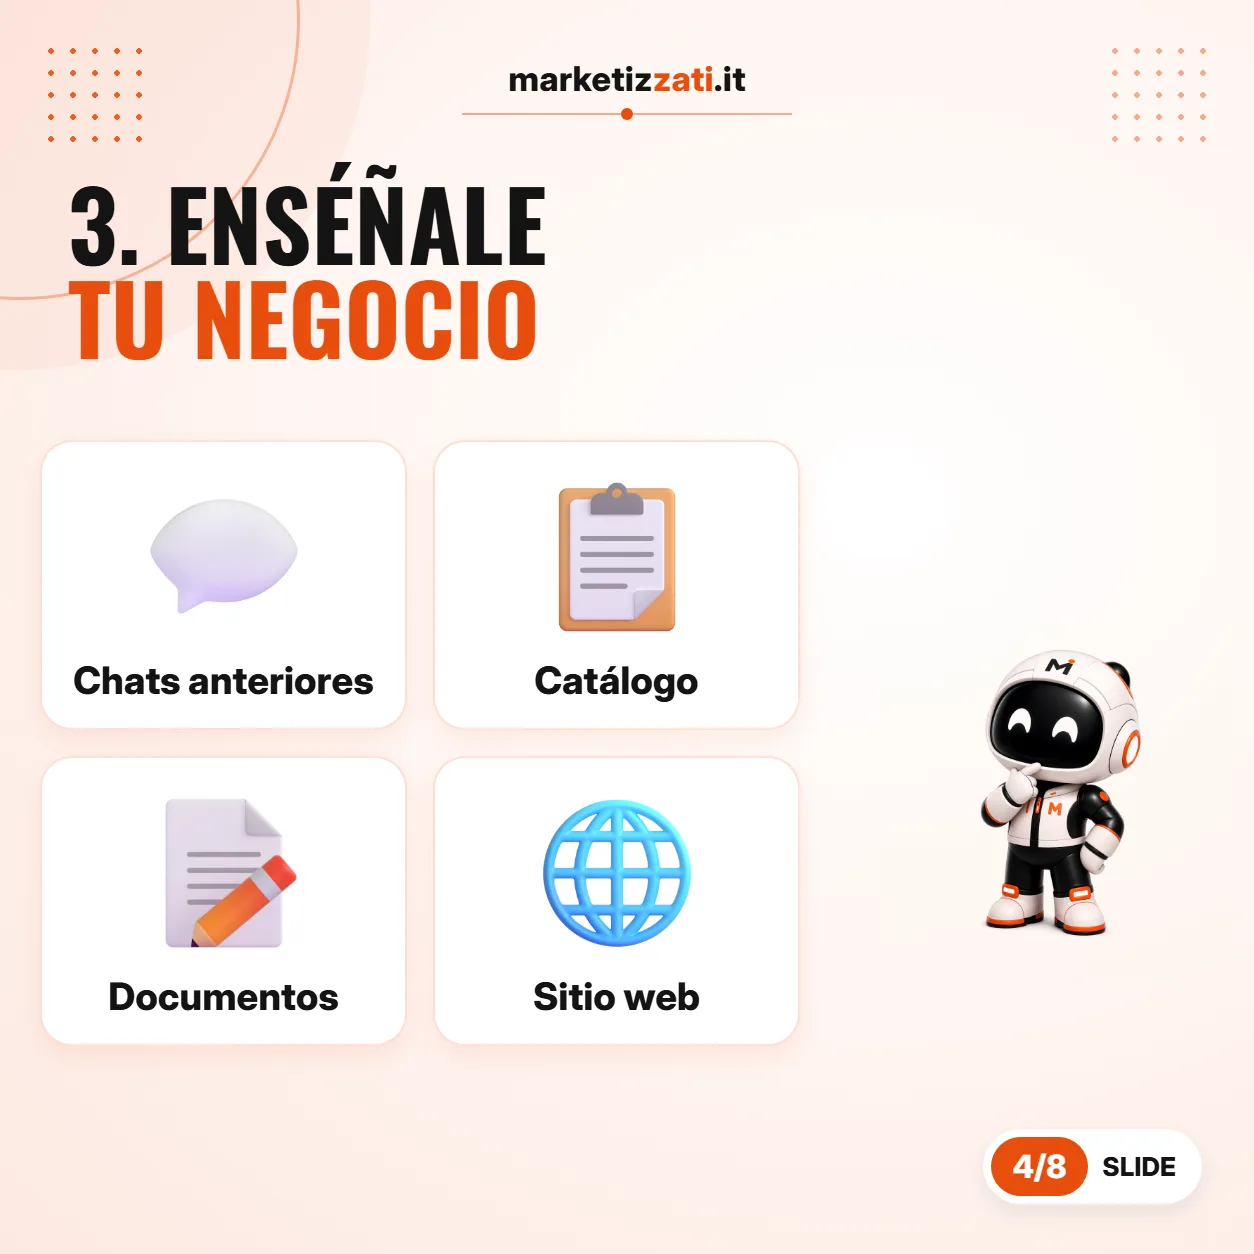 marketizzati.it
3. ENSÉÑALE
TU NEGOCIO
Chats anteriores
Catálogo
Documentos
Sitio web
M
M
4/8 SLIDE